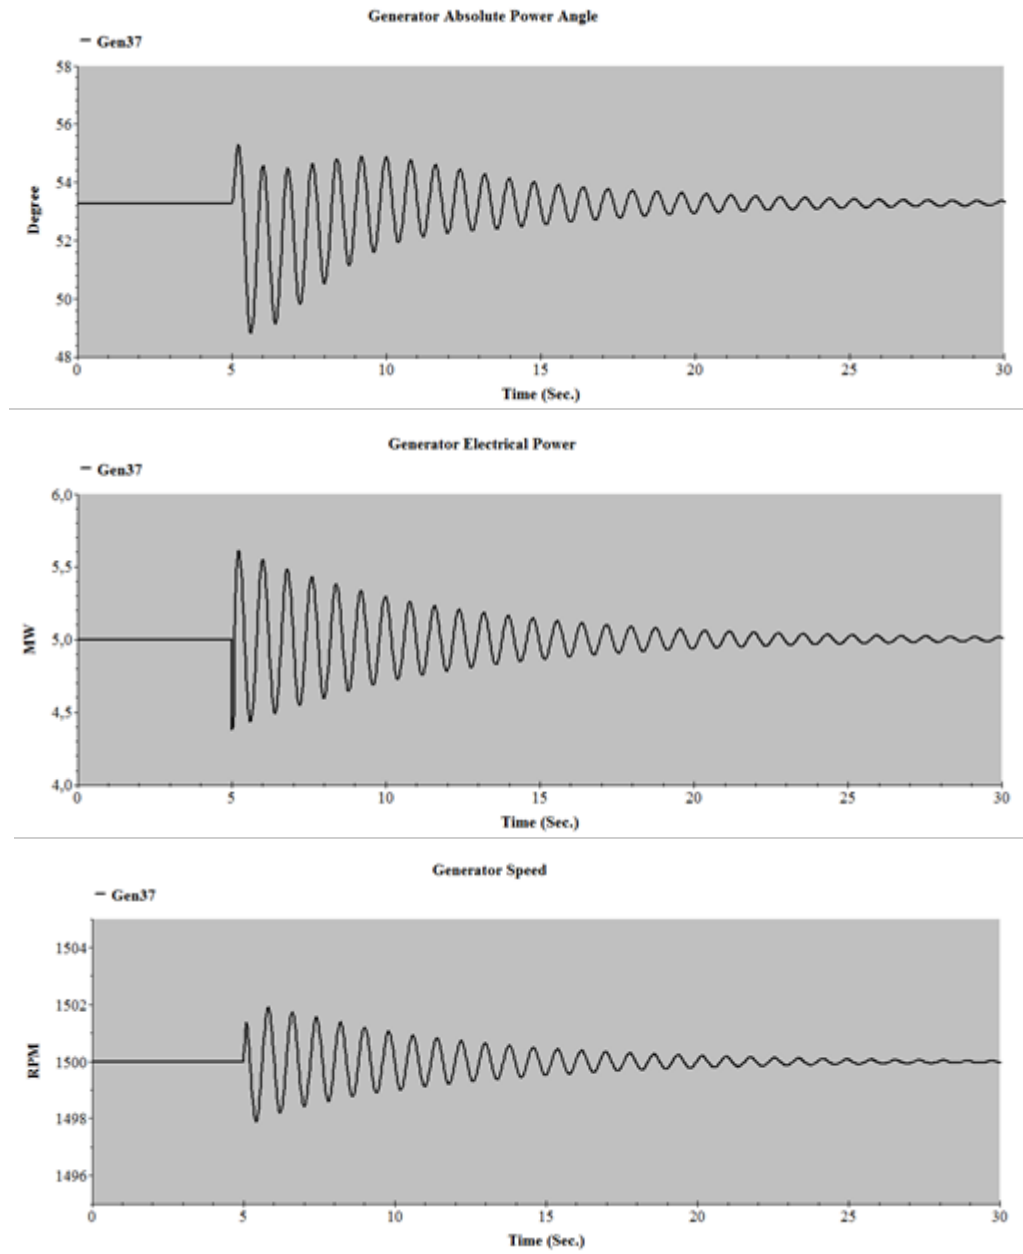 Generator Absolute Power Angle
Gen37
58
56
54
52
50
48
Degree
0 5 10 15 20 25 30
Time (Sec.)
Generator Electrical Power
Gen37
6,0
5,5
5,0
4,5
4,0
MW
0 5 10 15 20 25 30
Time (Sec.)
Generator Speed
Gen37
1504
1502
1500
1498
1496
RPM
0 5 10 15 20 25 30
Time (Sec.)